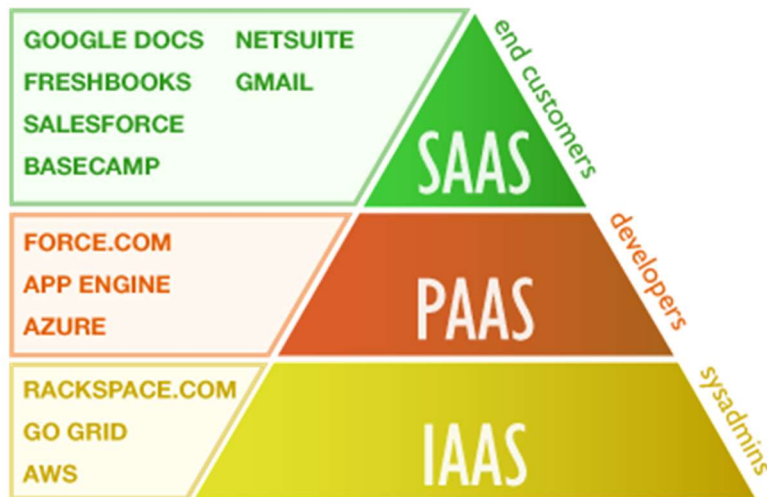 GOOGLE DOCS NETSUITE
FRESHBOOKS GMAIL
SALESFORCE
BASECAMP
SAAS
end customers
FORCE.COM
APP ENGINE
AZURE
PAAS
developers
RACKSPACE.COM
GO GRID
AWS
IAAS
sysadmins